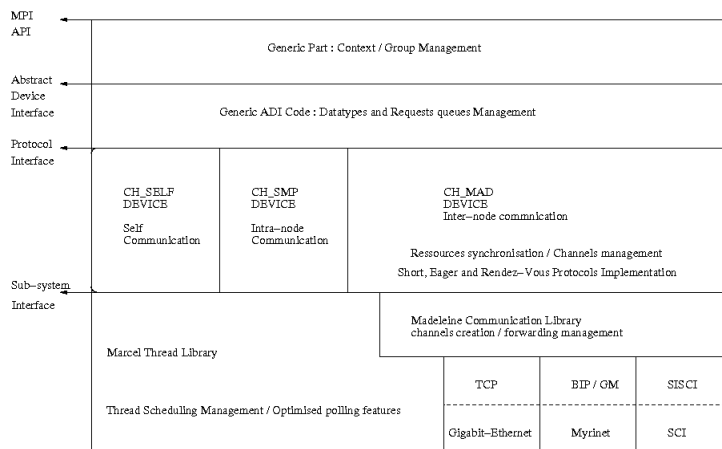 MPI
API
Generic Part : Context / Group Management
Abstract
Device
Interface
Generic ADI Code : Datatypes and Requests queues Management
Protocol
Interface
CH_SELF
DEVICE
Self
Communication
CH_SMP
DEVICE
Intra-node
Communication
CH_MAD
DEVICE
Inter-node commnication
Ressources synchronisation / Channels management
Short, Eager and Rendez-Vous Protocols Implementation
Sub-system
Interface
Madeleine Communication Library
channels creation / forwarding management
Marcel Thread Library
Thread Scheduling Management / Optimised polling features
TCP
BIP / GM
SISCI
Gigabit-Ethernet
Myrinet
SCI